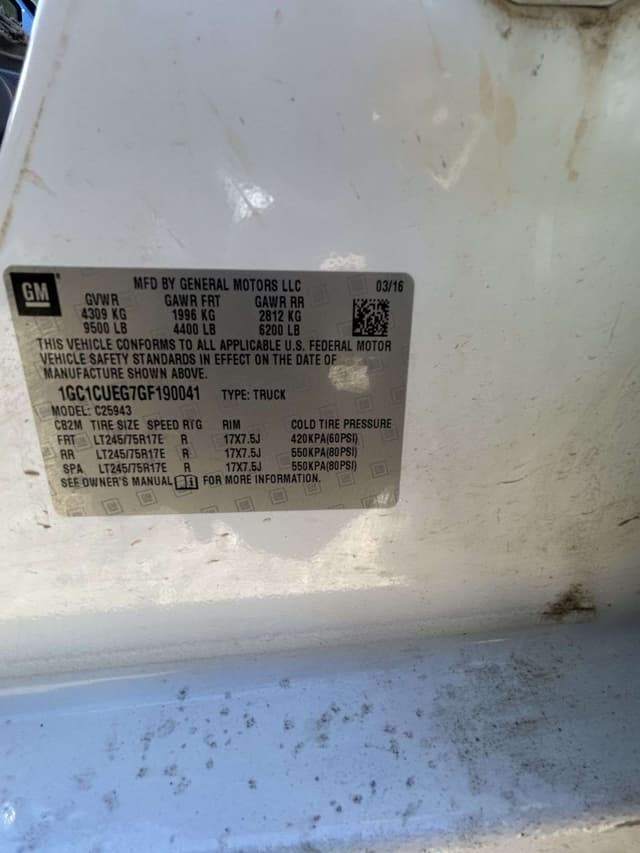 GM
MFD BY GENERAL MOTORS LLC 03/16
GVWR GAWR FRT GAWR RR
4309 KG 1996 KG 2812 KG
9500 LB 4400 LB 6200 LB
THIS VEHICLE CONFORMS TO ALL APPLICABLE U.S. FEDERAL MOTOR
VEHICLE SAFETY STANDARDS IN EFFECT ON THE DATE OF
MANUFACTURE SHOWN ABOVE.
1GC1CUEG7GF190041 TYPE: TRUCK
MODEL: C25943
CB2M TIRE SIZE SPEED RTG RIM COLD TIRE PRESSURE
FRT LT245/75R17E R 17X7.5J 420KPA(60PSI)
RR LT245/75R17E R 17X7.5J 550KPA(80PSI)
SPA LT245/75R17E R 17X7.5J 550KPA(80PSI)
SEE OWNER'S MANUAL FOR MORE INFORMATION.